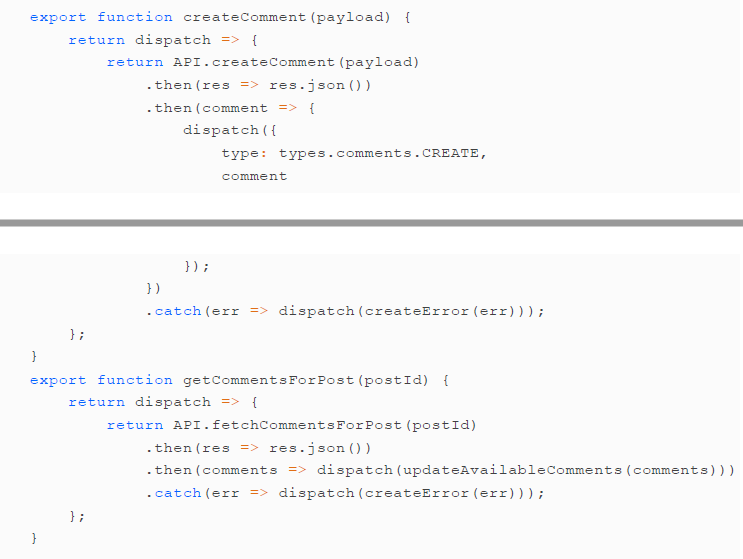 export function createComment(payload) {
    return dispatch => {
        return API.createComment(payload)
            .then(res => res.json())
            .then(comment => {
                dispatch({
                    type: types.comments.CREATE,
                    comment
                });
            })
            .catch(err => dispatch(createError(err)));
    };
}
export function getCommentsForPost(postId) {
    return dispatch => {
        return API.fetchCommentsForPost(postId)
            .then(res => res.json())
            .then(comments => dispatch(updateAvailableComments(comments)))
            .catch(err => dispatch(createError(err)));
    };
}